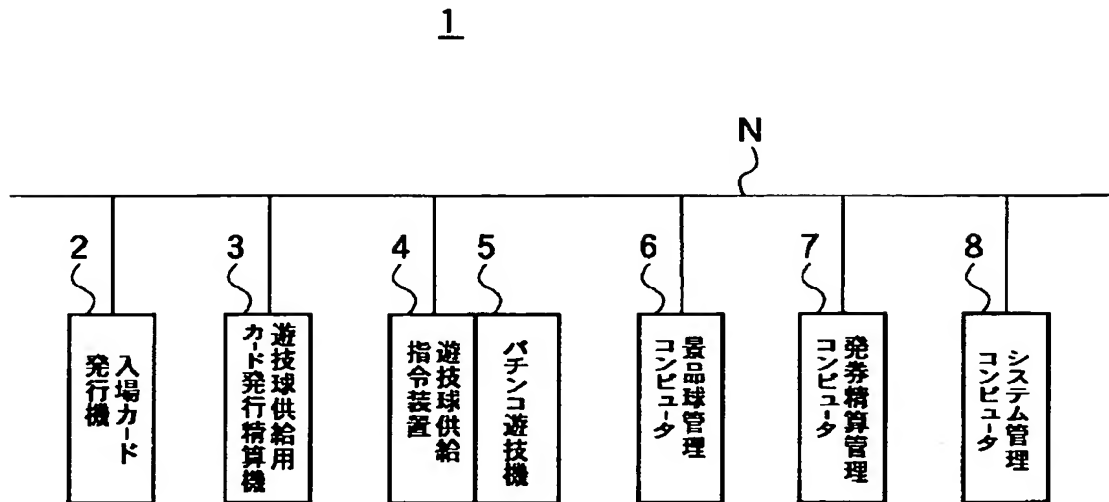 1
N
2
3
4
5
6
7
8
入場カード
発行機
遊技球供給用
カード発行精算機
遊技球供給
指令装置
パチンコ遊技機
景品球管理
コンピュータ
発券精算管理
コンピュータ
システム管理
コンピュータ